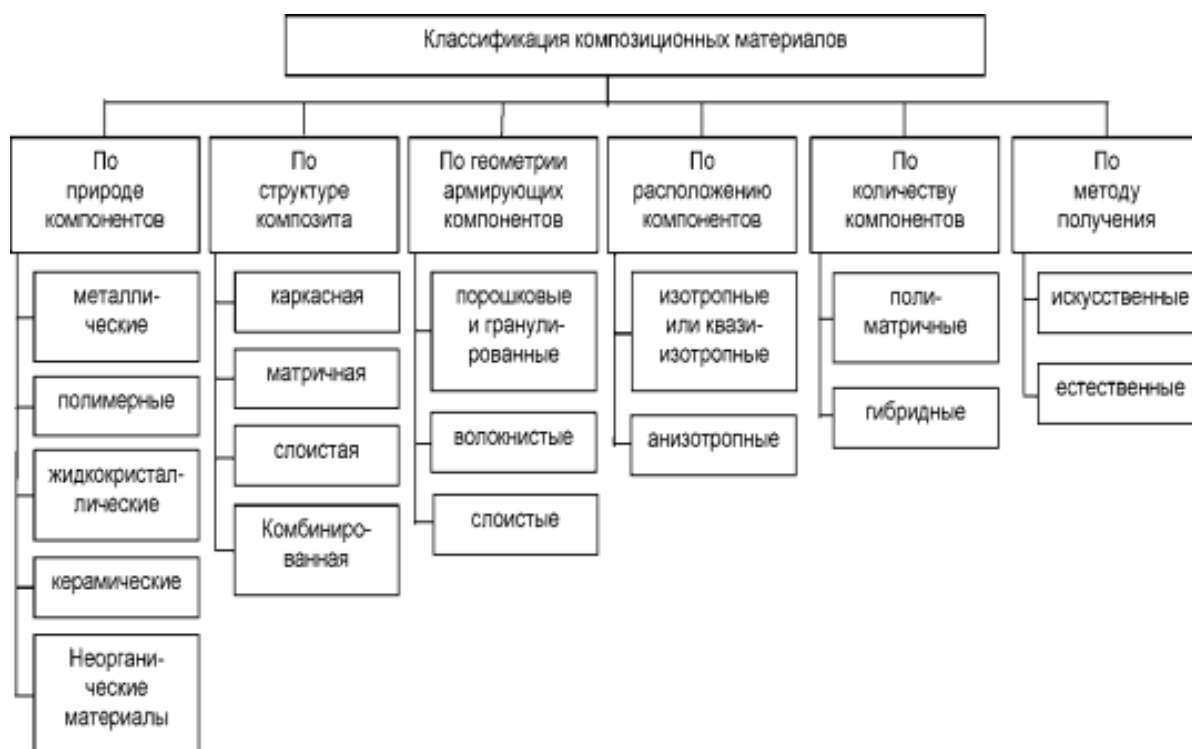 Классификация композиционных материалов
По
природе
компонентов
металли-
ческие
полимерные
жидкокристал-
лические
керамические
Неоргани-
ческие
материалы
По
структуре
композита
каркасная
матричная
слоистая
Комбиниро-
ванная
По геометрии
армирующих
компонентов
порошковые
и гранули-
рованные
волокнистые
слоистые
По
расположению
компонентов
изотропные
или квази-
изотропные
анизотропные
По
количеству
компонентов
поли-
матричные
гибридные
По
методу
получения
искусственные
естественные